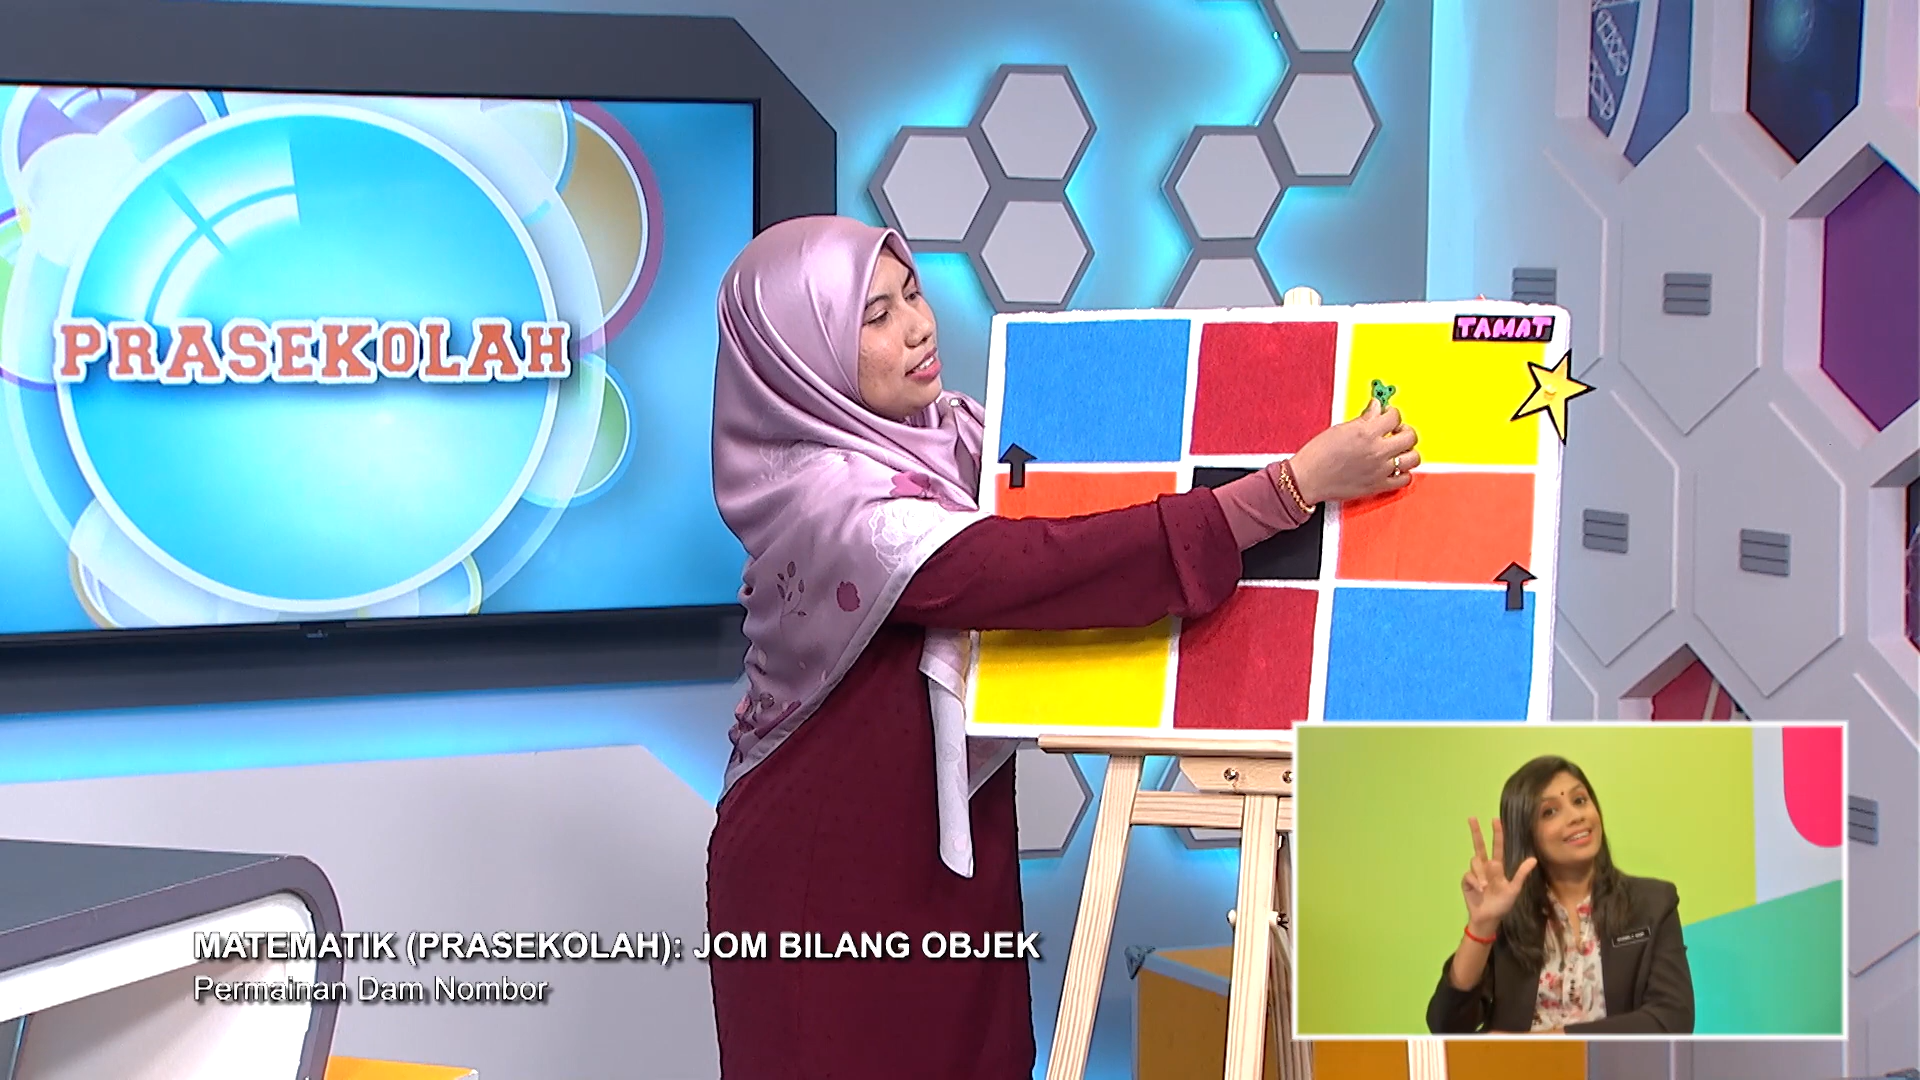 PRASEKOLAH
TAMAT
MATEMATIK (PRASEKOLAH): JOM BILANG OBJEK
Permainan Dam Nombor